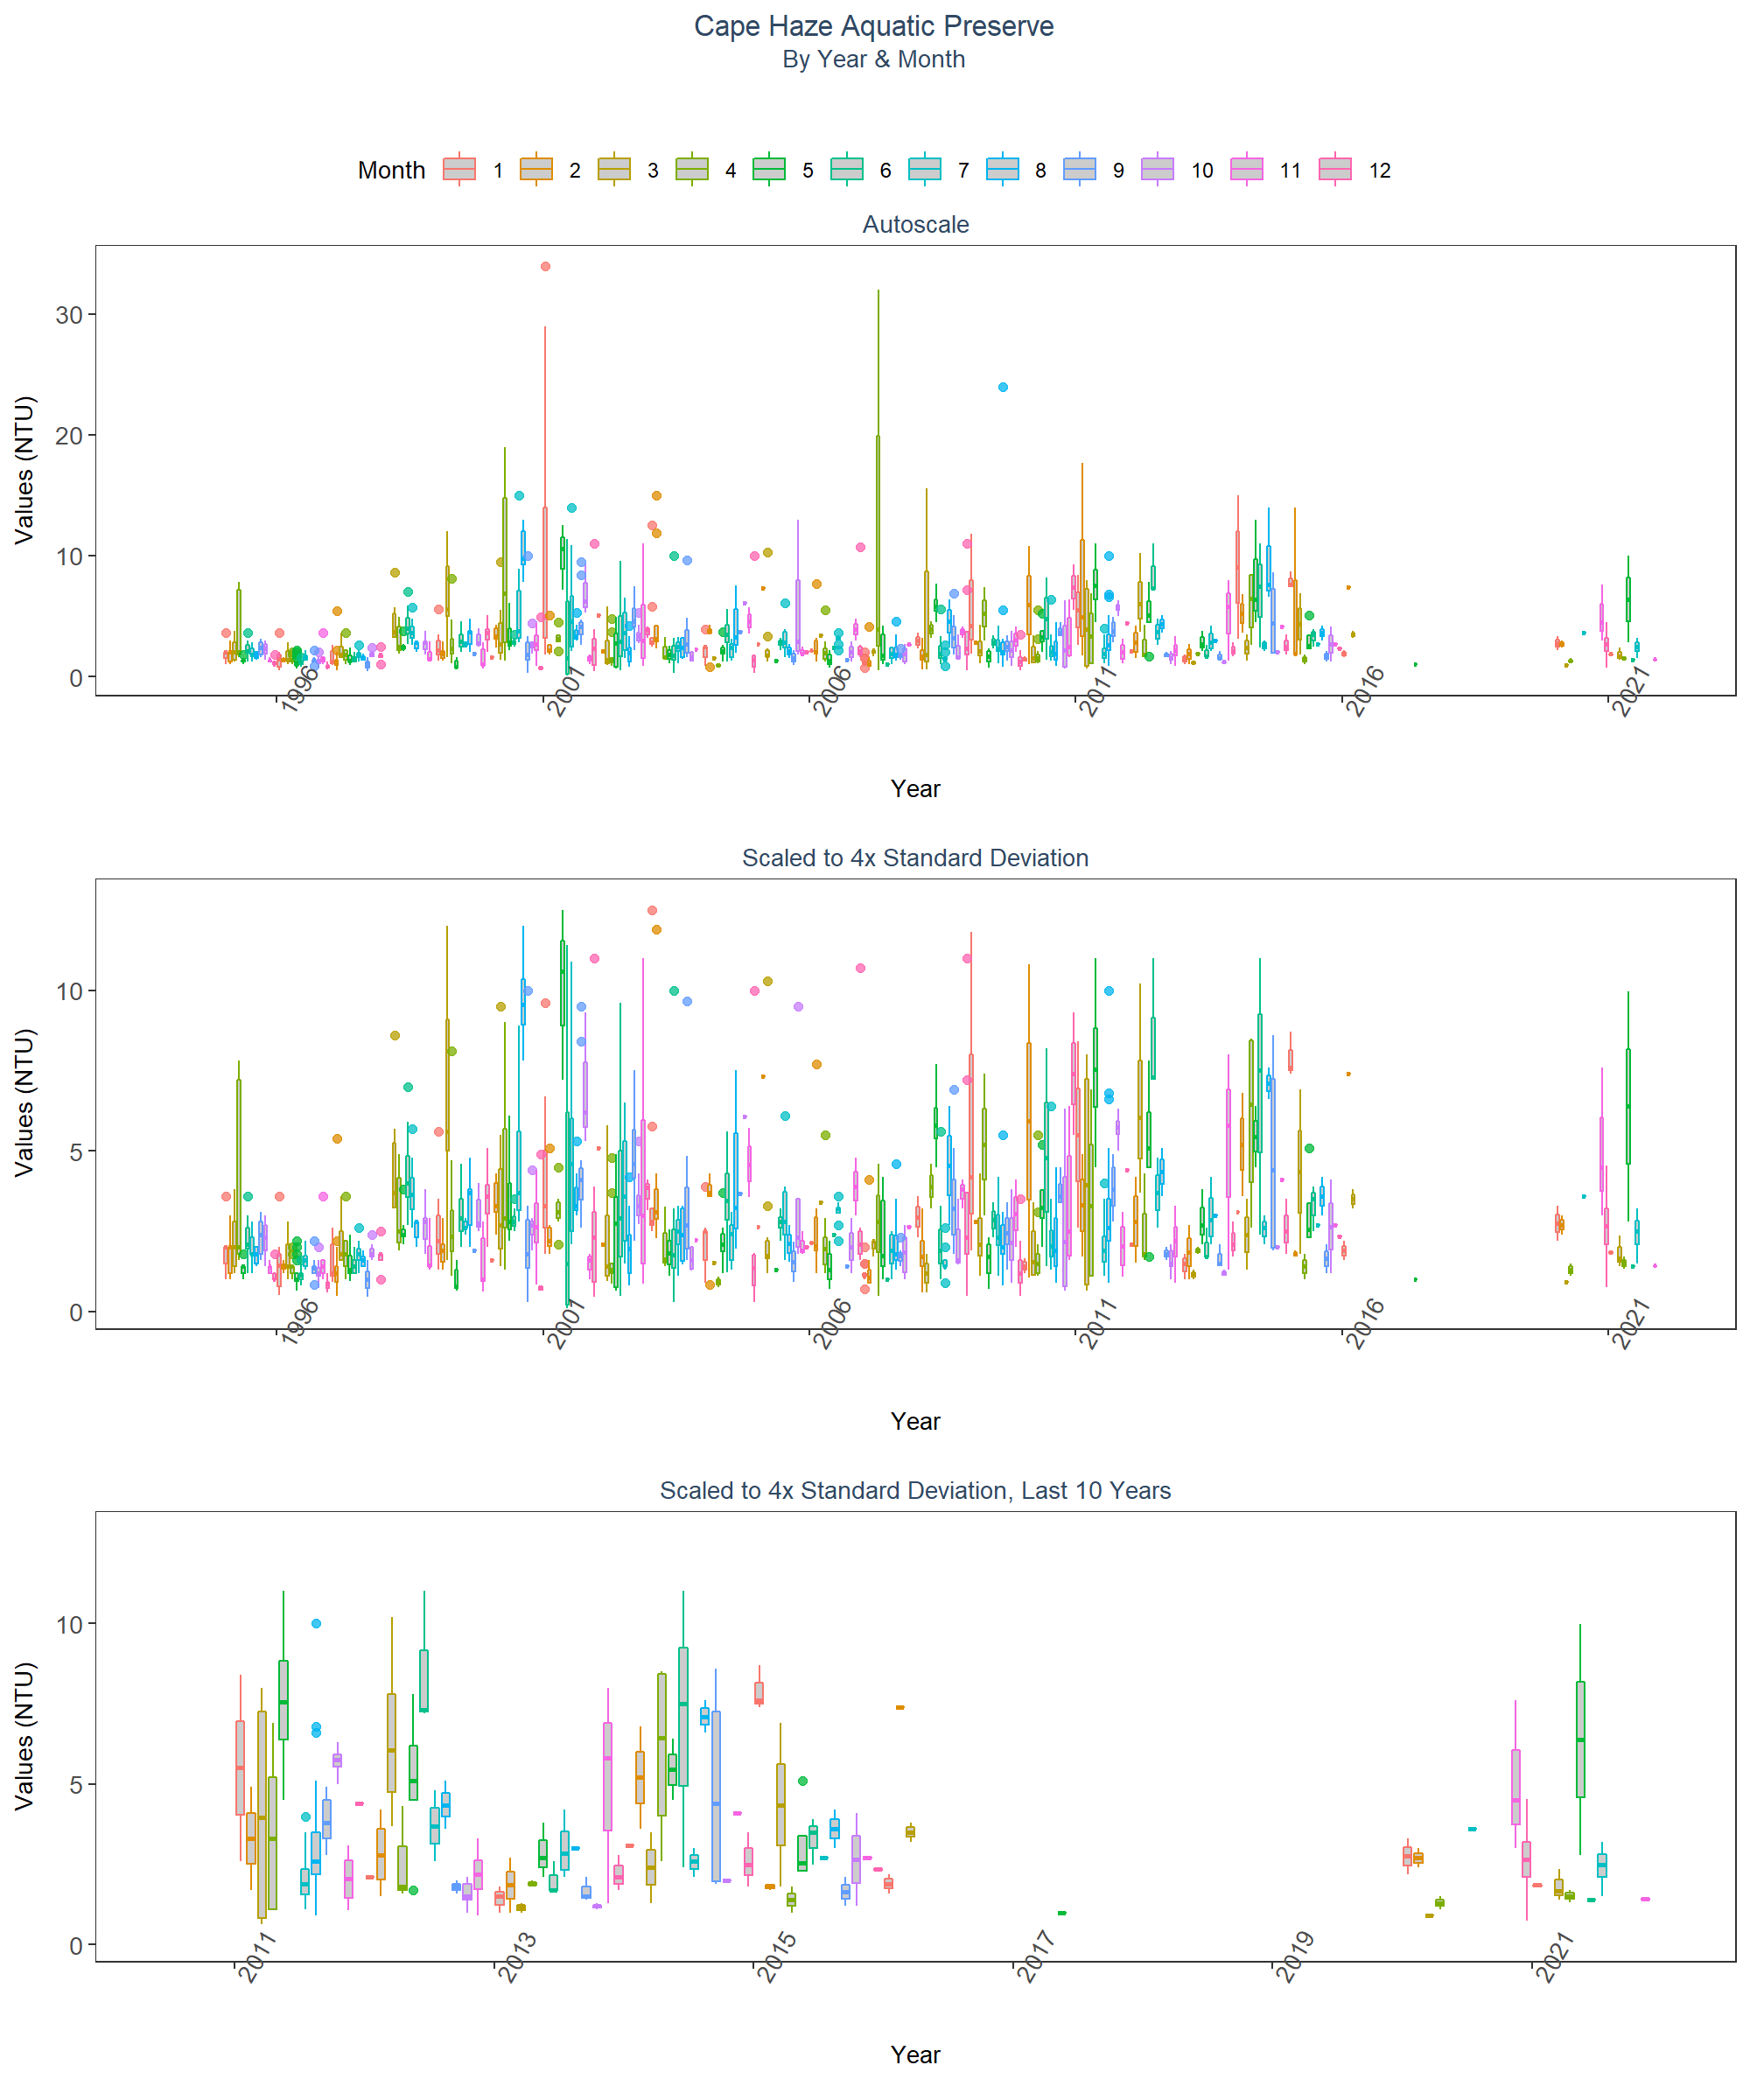 Cape Haze Aquatic Preserve
By Year & Month
Month 1 2 3 4 5 6 7 8 9 10 11 12
Autoscale
Values (NTU)
30
20
10
0
1996 2001 2006 2011 2016 2021
Year
Scaled to 4x Standard Deviation
Values (NTU)
10
5
0
1996 2001 2006 2011 2016 2021
Year
Scaled to 4x Standard Deviation, Last 10 Years
Values (NTU)
10
5
0
2011 2013 2015 2017 2019 2021
Year